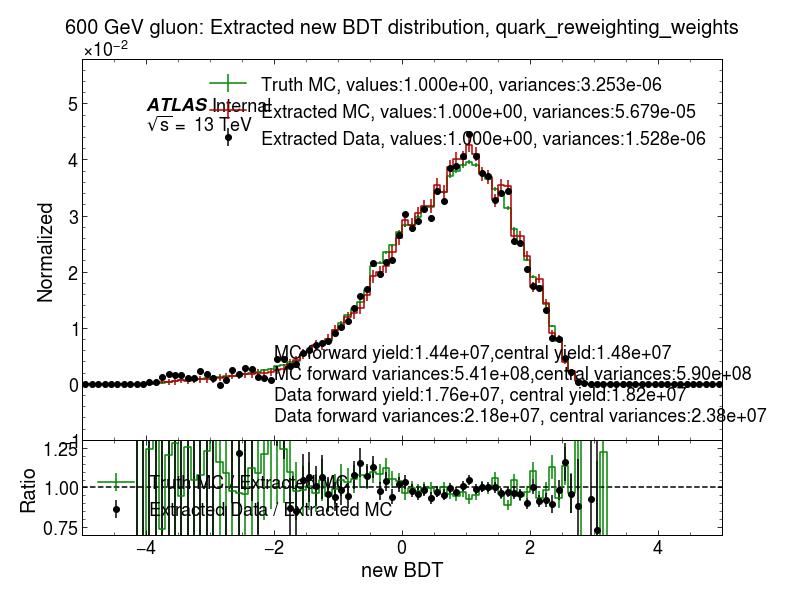 600 GeV gluon: Extracted new BDT distribution, quark_reweighting_weights
×10−2
Truth MC, values:1.000e+00, variances:3.253e-06
ATLAS Internal
Extracted MC, values:1.000e+00, variances:5.679e-05
√s = 13 TeV
Extracted Data, values:1.000e+00, variances:1.528e-06
5
4
3
2
1
0
−1
Normalized
MC forward yield:1.44e+07,central yield:1.48e+07
MC forward variances:5.41e+08,central variances:5.90e+08
Data forward yield:1.76e+07, central yield:1.82e+07
Data forward variances:2.18e+07, central variances:2.38e+07
1.25
1.00
0.75
Ratio
Truth MC / Extracted MC
Extracted Data / Extracted MC
−4 −2 0 2 4
new BDT